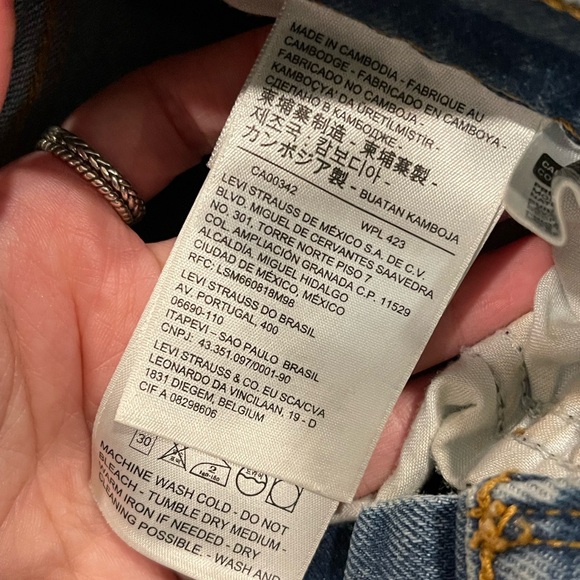 MADE IN CAMBODIA - FABRIQUE AU
CAMBODGE - FABRICADO EN CAMBOYA -
FABRICADO NO CAMBOJA -
KAMBOÇYA' DA ÜRETİLMİSTİR -
СДЕЛАНО В КАМБОДЖЕ -
柬埔寨制造 - 柬埔寨製 -
제조국 : 캄보디아 -
カンボジア製 - BUATAN KAMBOJA
CA00342 WPL 423
LEVI STRAUSS DE MÉXICO S.A. DE C.V.
BLVD. MIGUEL DE CERVANTES SAAVEDRA
NO. 301, TORRE NORTE PISO 7
COL. AMPLIACIÓN GRANADA C.P. 11529
ALCALDÍA. MIGUEL HIDALGO
CIUDAD DE MÉXICO, MÉXICO
RFC: LSM660818M98
LEVI STRAUSS DO BRASIL
AV. PORTUGAL, 400
06690-110
ITAPEVI – SAO PAULO BRASIL
CNPJ: 43.351.097/0001-90
LEVI STRAUSS & CO. EU SCA/CVA
LEONARDO DA VINCILAAN, 19 - D
1831 DIEGEM, BELGIUM
CIF A 08298606
30
2
MACHINE WASH COLD - DO NOT
BLEACH - TUMBLE DRY MEDIUM -
WARM IRON IF NEEDED - DRY
CLEANING POSSIBLE. - WASH AND